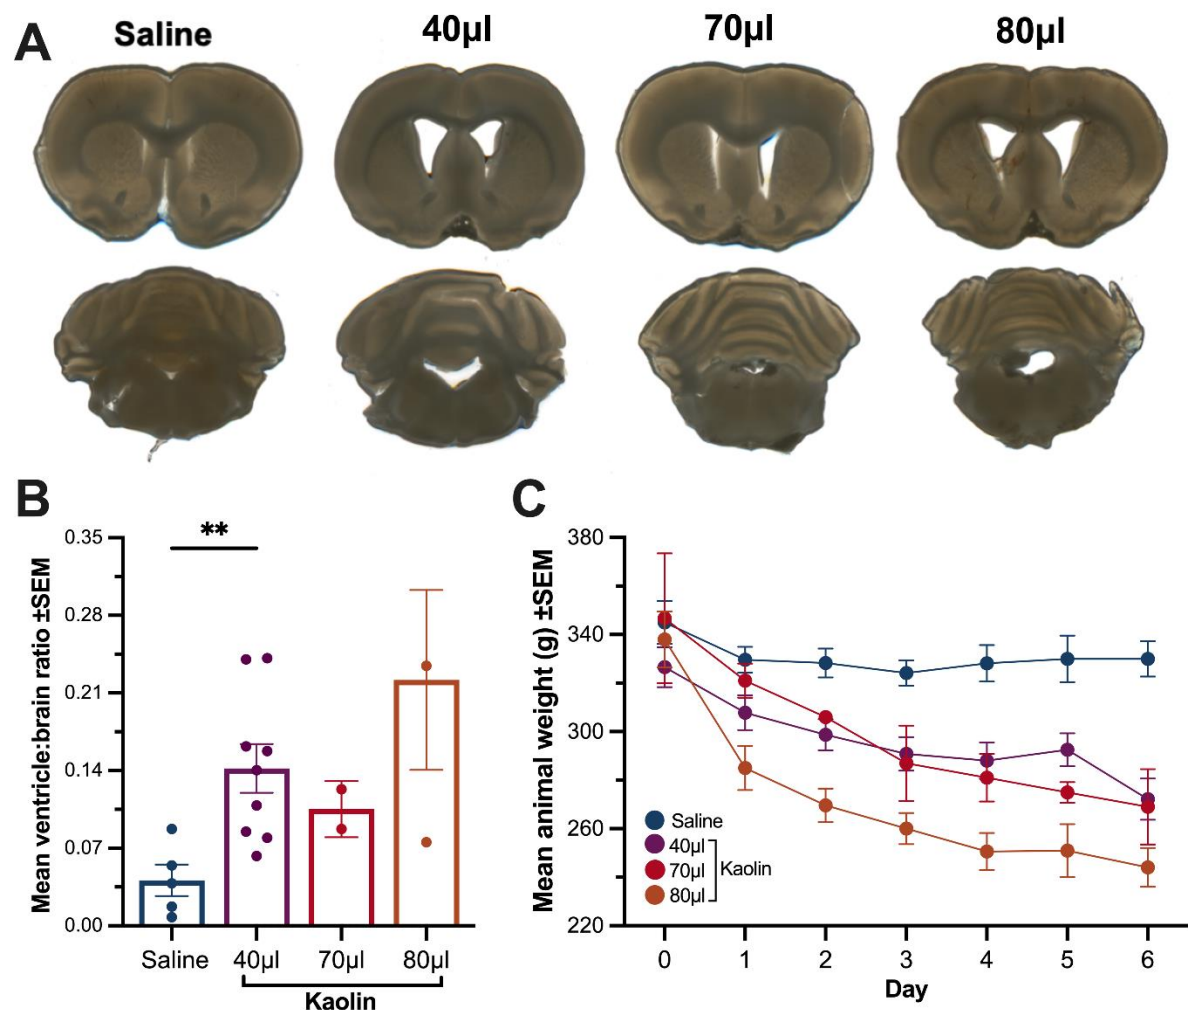 A
Saline 40µl 70µl 80µl
B
Mean ventricle:brain ratio ±SEM
0.35
0.28
0.21
0.14
0.07
0.00
**
Saline 40µl 70µl 80µl
Kaolin
C
Mean animal weight (g) ±SEM
380
340
300
260
220
Saline
40µl
70µl
80µl
Kaolin
0 1 2 3 4 5 6
Day